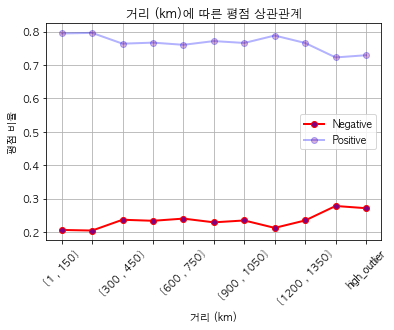 거리 (km)에 따른 평점 상관관계
평점 비율
0.8
0.7
0.6
0.5
0.4
0.3
0.2
Negative
Positive
[1 , 150)
[300 , 450)
[600 , 750)
[900 , 1050)
[1200 , 1350)
hgh_outlier
거리 (km)